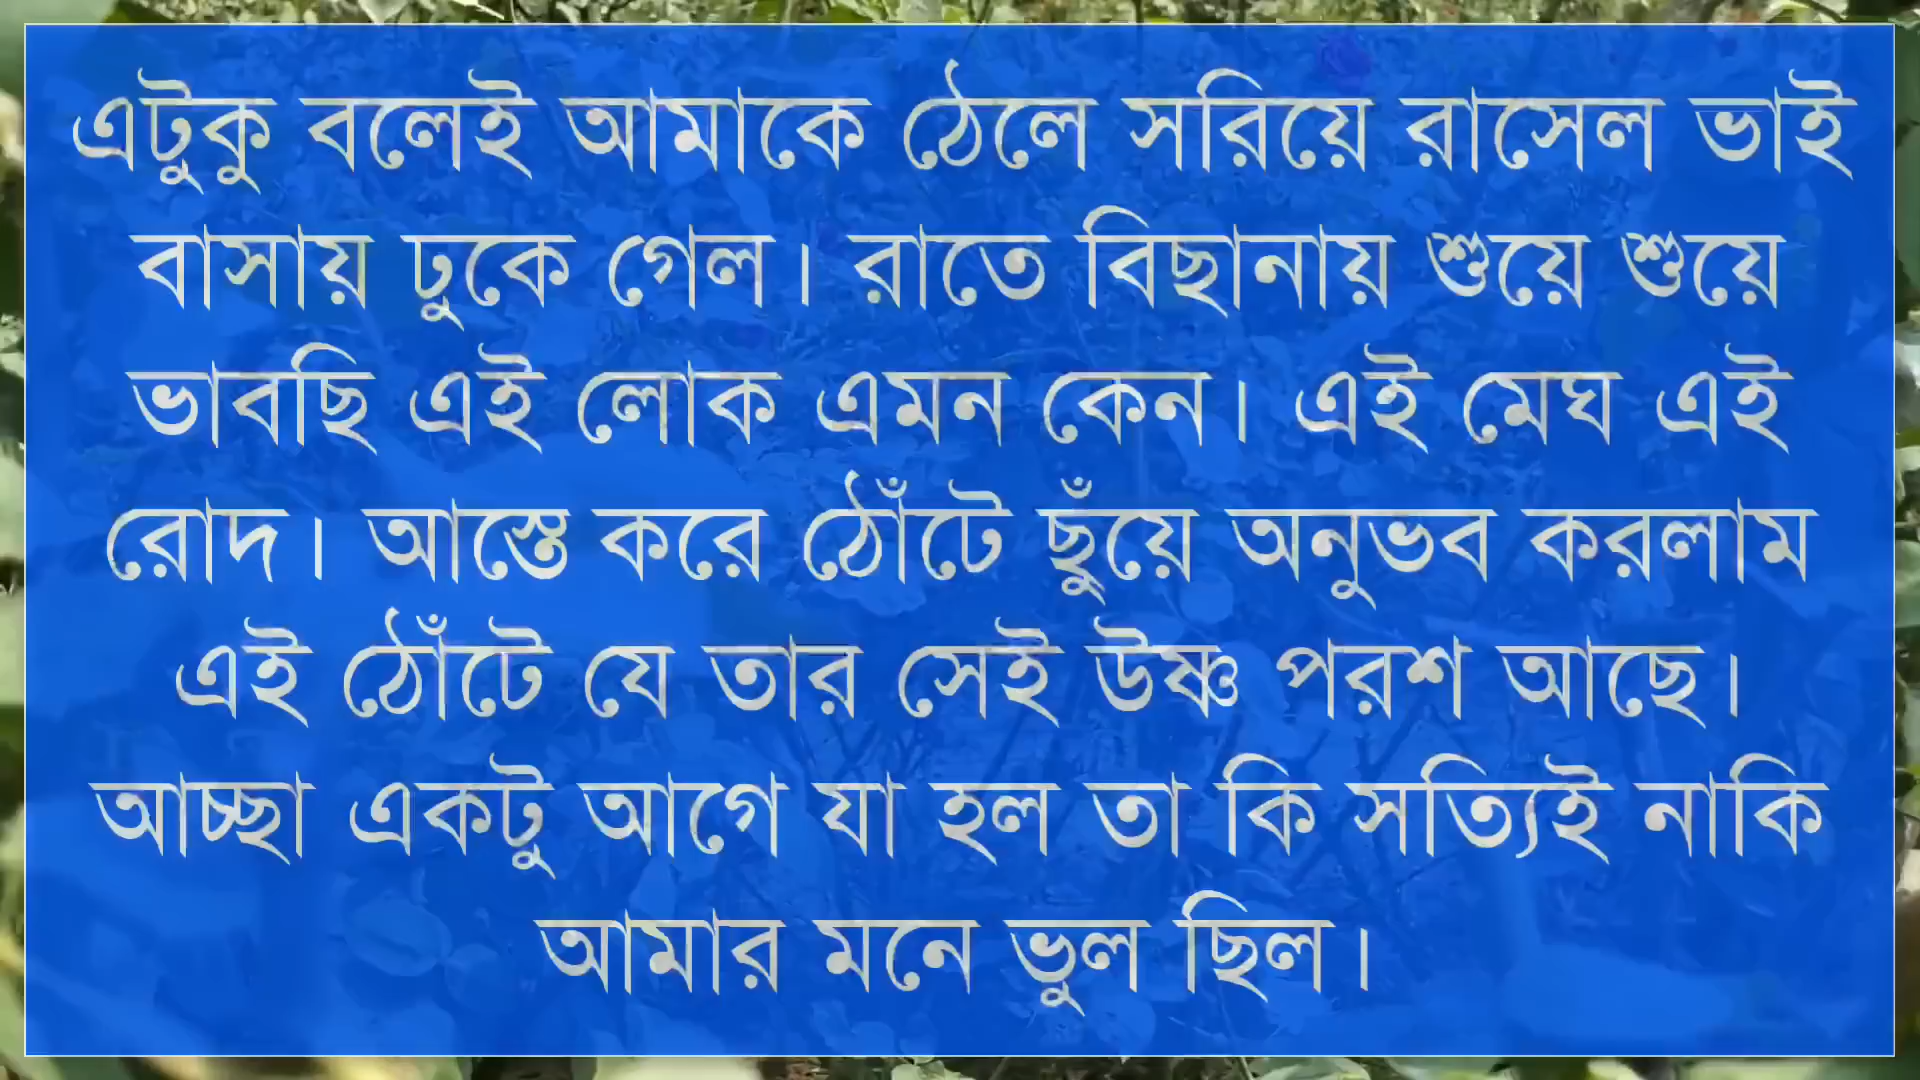 এটুকু বলেই আমাকে ঠেলে সরিয়ে রাসেল ভাই
বাসায় ঢুকে গেল। রাতে বিছানায় শুয়ে শুয়ে
ভাবছি এই লোক এমন কেন। এই মেঘ এই
রোদ। আস্তে করে ঠোঁটে ছুঁয়ে অনুভব করলাম
এই ঠোঁটে যে তার সেই উষ্ণ পরশ আছে।
আচ্ছা একটু আগে যা হল তা কি সত্যিই নাকি
আমার মনে ভুল ছিল।